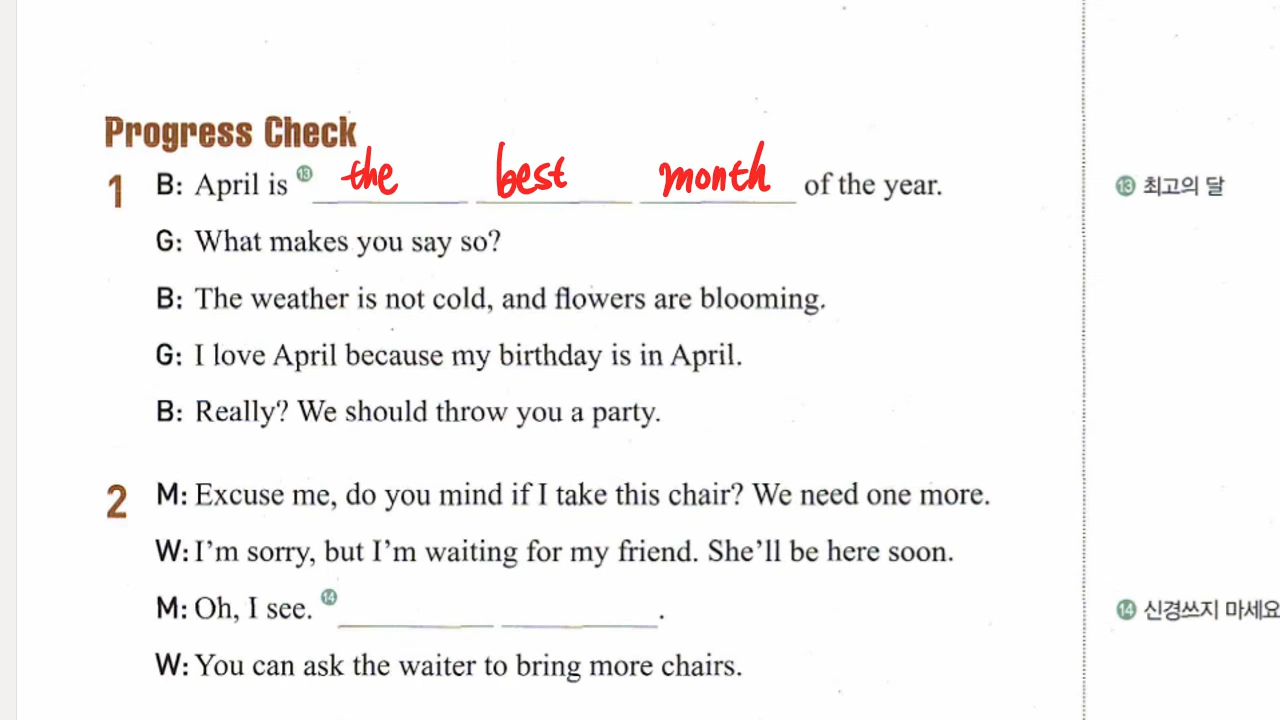 Progress Check
1 B: April is ⑬ the best month of the year. ⑬ 최고의 달
G: What makes you say so?
B: The weather is not cold, and flowers are blooming.
G: I love April because my birthday is in April.
B: Really? We should throw you a party.
2 M: Excuse me, do you mind if I take this chair? We need one more.
W: I'm sorry, but I'm waiting for my friend. She'll be here soon.
M: Oh, I see. ⑭ ________ ________. ⑭ 신경쓰지 마세요
W: You can ask the waiter to bring more chairs.